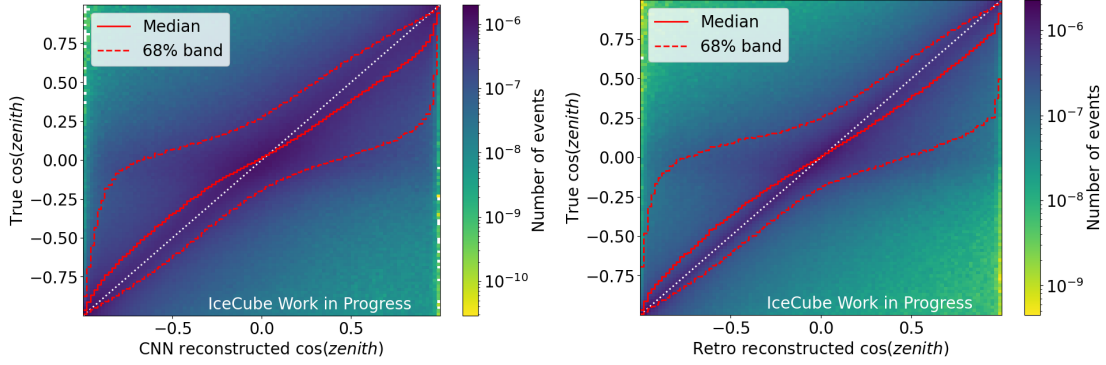 Median
68% band
0.75
0.50
0.25
0.00
−0.25
−0.50
−0.75
True cos(zenith)
IceCube Work in Progress
−0.5
0.0
0.5
CNN reconstructed cos(zenith)
10⁻⁶
10⁻⁷
10⁻⁸
10⁻⁹
10⁻¹⁰
Number of events
Median
68% band
0.75
0.50
0.25
0.00
−0.25
−0.50
−0.75
True cos(zenith)
IceCube Work in Progress
−0.5
0.0
0.5
Retro reconstructed cos(zenith)
10⁻⁶
10⁻⁷
10⁻⁸
10⁻⁹
Number of events